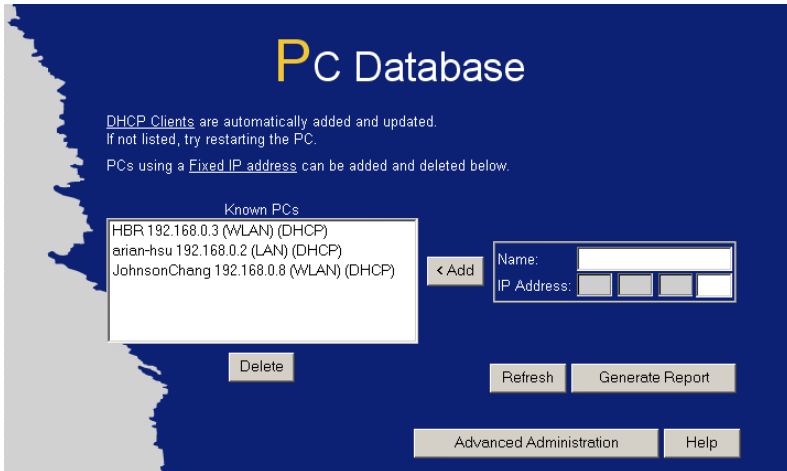 PC Database
DHCP Clients are automatically added and updated.
If not listed, try restarting the PC.
PCs using a Fixed IP address can be added and deleted below.
Known PCs
HBR 192.168.0.3 (WLAN) (DHCP)
arian-hsu 192.168.0.2 (LAN) (DHCP)
JohnsonChang 192.168.0.8 (WLAN) (DHCP)
< Add
Name:
IP Address:
Delete
Refresh
Generate Report
Advanced Administration
Help